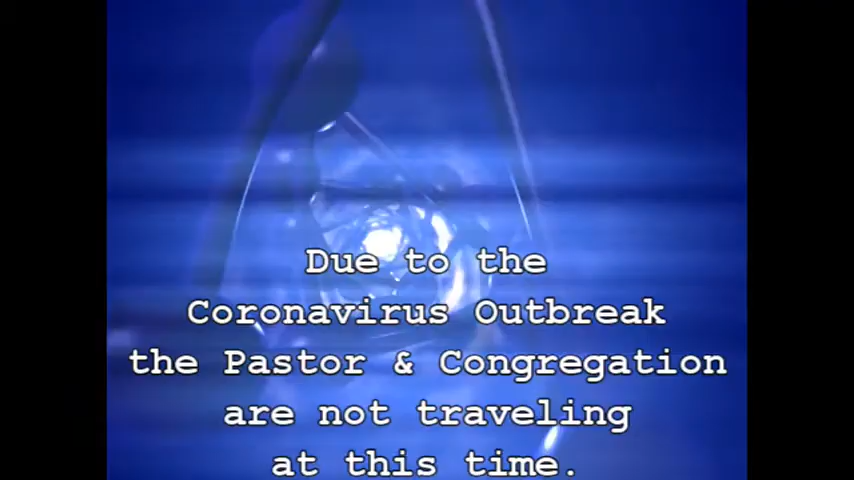 Due to the
Coronavirus Outbreak
the Pastor & Congregation
are not traveling
at this time.